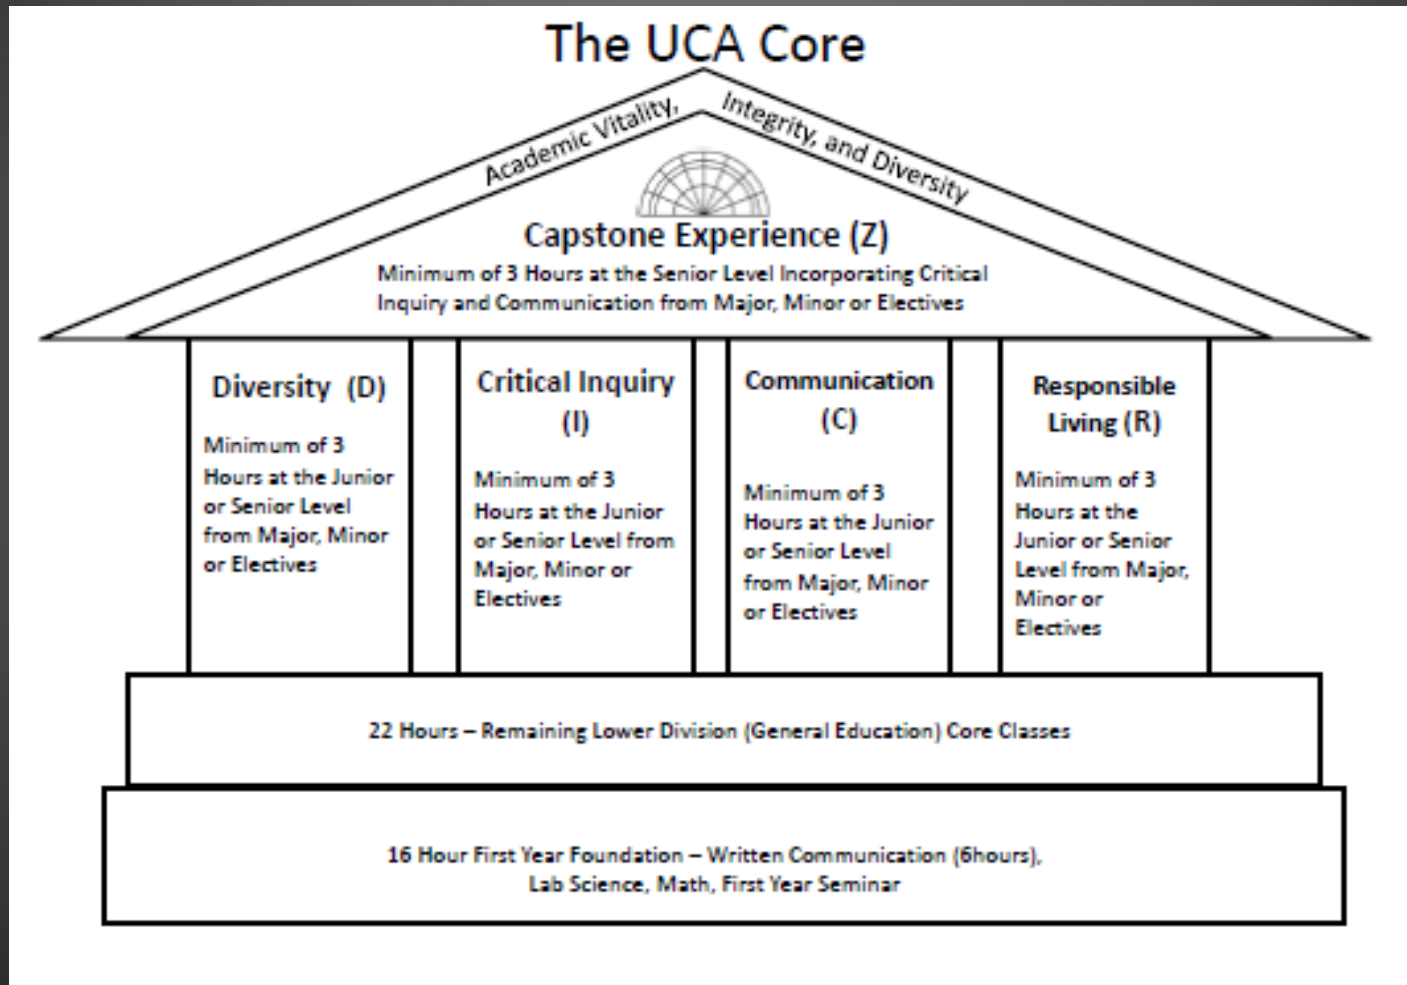 The UCA Core
Academic Vitality,
Integrity, and Diversity
Capstone Experience (Z)
Minimum of 3 Hours at the Senior Level Incorporating Critical
Inquiry and Communication from Major, Minor or Electives
Diversity (D)
Minimum of 3
Hours at the Junior
or Senior Level
from Major, Minor
or Electives
Critical Inquiry
(I)
Minimum of 3
Hours at the Junior
or Senior Level from
Major, Minor or
Electives
Communication
(C)
Minimum of 3
Hours at the Junior
or Senior Level
from Major, Minor
or Electives
Responsible
Living (R)
Minimum of 3
Hours at the
Junior or Senior
Level from Major,
Minor or
Electives
22 Hours – Remaining Lower Division (General Education) Core Classes
16 Hour First Year Foundation – Written Communication (6hours),
Lab Science, Math, First Year Seminar